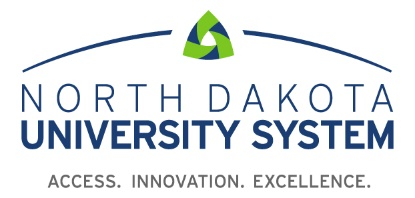 NORTH DAKOTA
UNIVERSITY SYSTEM
ACCESS. INNOVATION. EXCELLENCE.